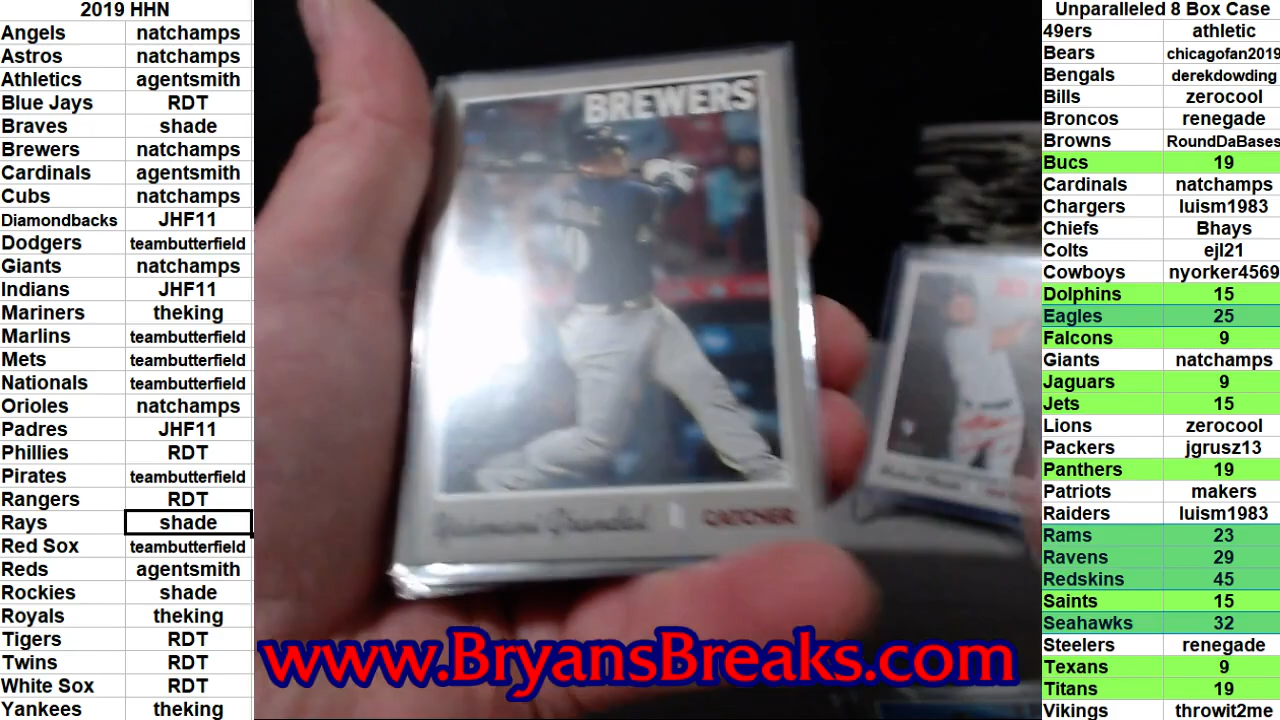 2019 HHN
Angels natchamps
Astros natchamps
Athletics agentsmith
Blue Jays RDT
Braves shade
Brewers natchamps
Cardinals agentsmith
Cubs natchamps
Diamondbacks JHF11
Dodgers teambutterfield
Giants natchamps
Indians JHF11
Mariners theking
Marlins teambutterfield
Mets teambutterfield
Nationals teambutterfield
Orioles natchamps
Padres JHF11
Phillies RDT
Pirates teambutterfield
Rangers RDT
Rays shade
Red Sox teambutterfield
Reds agentsmith
Rockies shade
Royals theking
Tigers RDT
Twins RDT
White Sox RDT
Yankees theking
BREWERS
Yasmani Grandal CATCHER
www.BryansBreaks.com
Unparalleled 8 Box Case
49ers athletic
Bears chicagofan2019
Bengals derekdowding
Bills zerocool
Broncos renegade
Browns RoundDaBases
Bucs 19
Cardinals natchamps
Chargers luism1983
Chiefs Bhays
Colts ejl21
Cowboys nyorker4569
Dolphins 15
Eagles 25
Falcons 9
Giants natchamps
Jaguars 9
Jets 15
Lions zerocool
Packers jgrusz13
Panthers 19
Patriots makers
Raiders luism1983
Rams 23
Ravens 29
Redskins 45
Saints 15
Seahawks 32
Steelers renegade
Texans 9
Titans 19
Vikings throwit2me